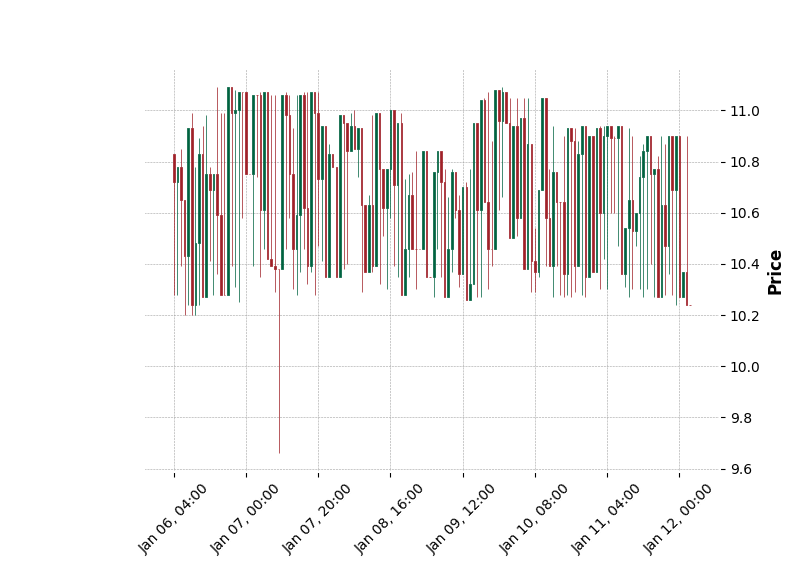 11.0
10.8
10.6
10.4
10.2
10.0
9.8
9.6
Price
Jan 06, 04:00
Jan 07, 00:00
Jan 07, 20:00
Jan 08, 16:00
Jan 09, 12:00
Jan 10, 08:00
Jan 11, 04:00
Jan 12, 00:00